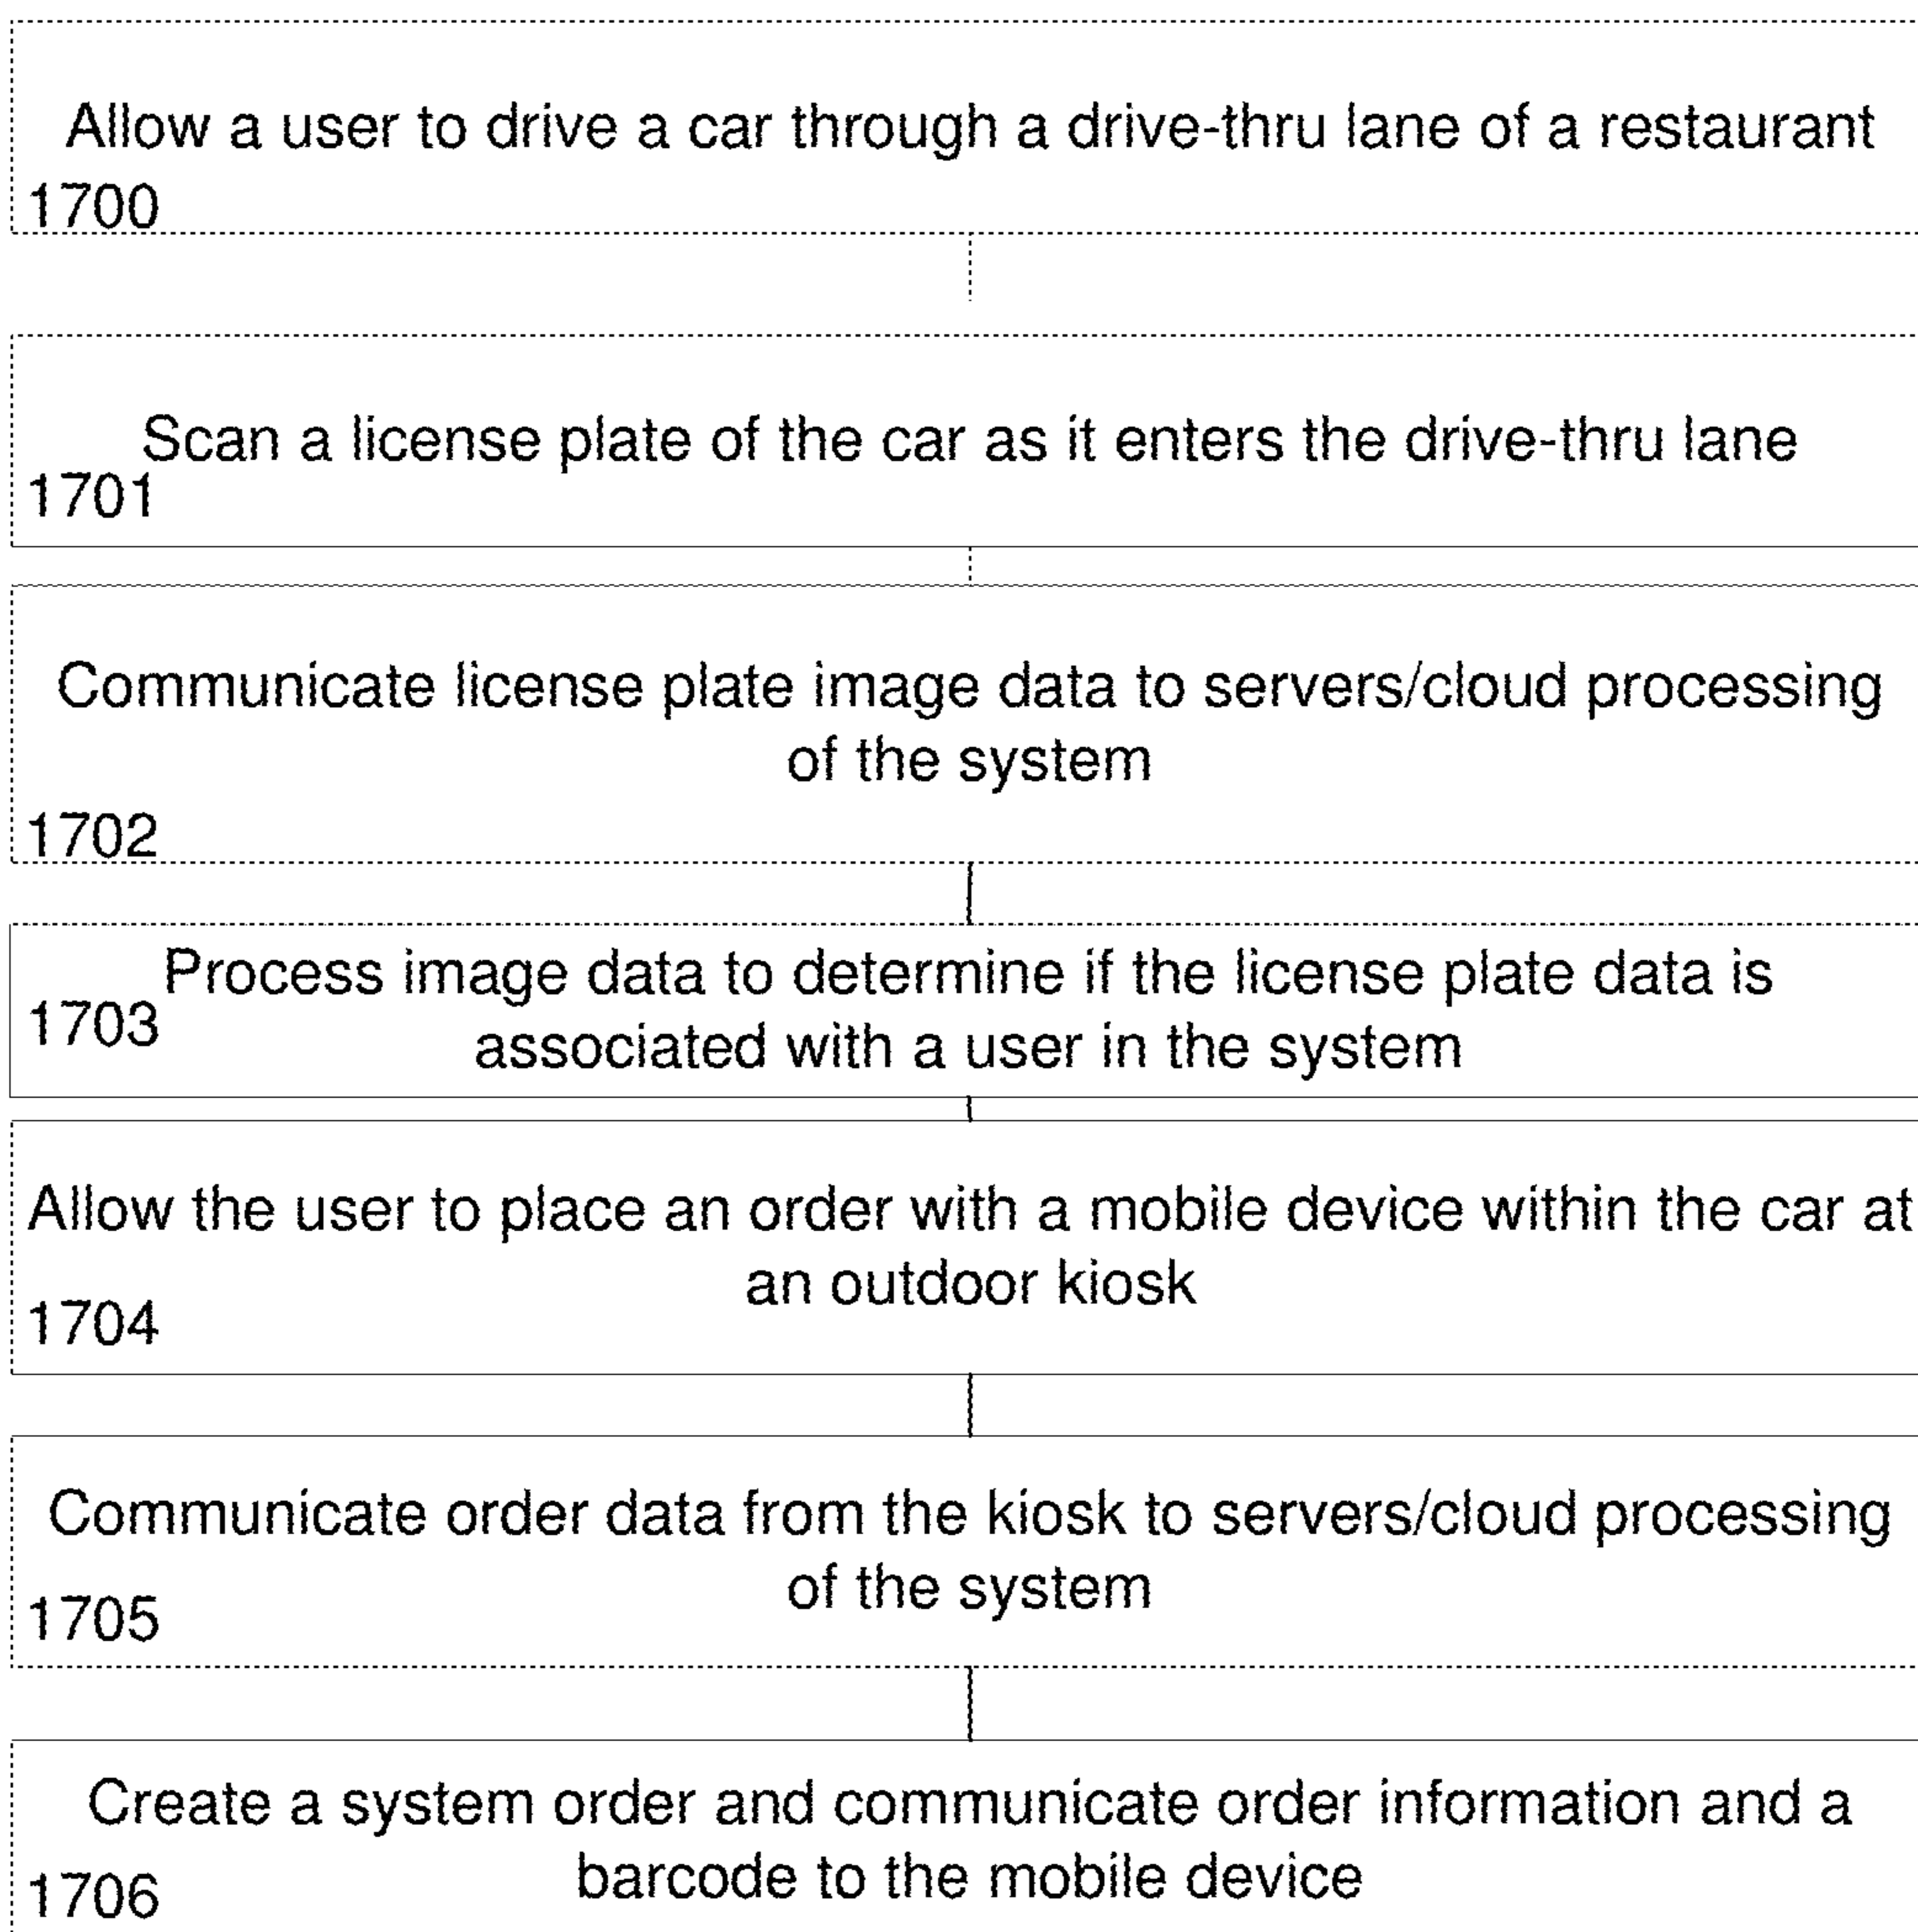 Allow a user to drive a car through a drive-thru lane of a restaurant
1700
Scan a license plate of the car as it enters the drive-thru lane
1701
Communicate license plate image data to servers/cloud processing
of the system
1702
Process image data to determine if the license plate data is
1703
associated with a user in the system
Allow the user to place an order with a mobile device within the car at
an outdoor kiosk
1704
Communicate order data from the kiosk to servers/cloud processing
of the system
1705
Create a system order and communicate order information and a
barcode to the mobile device
1706